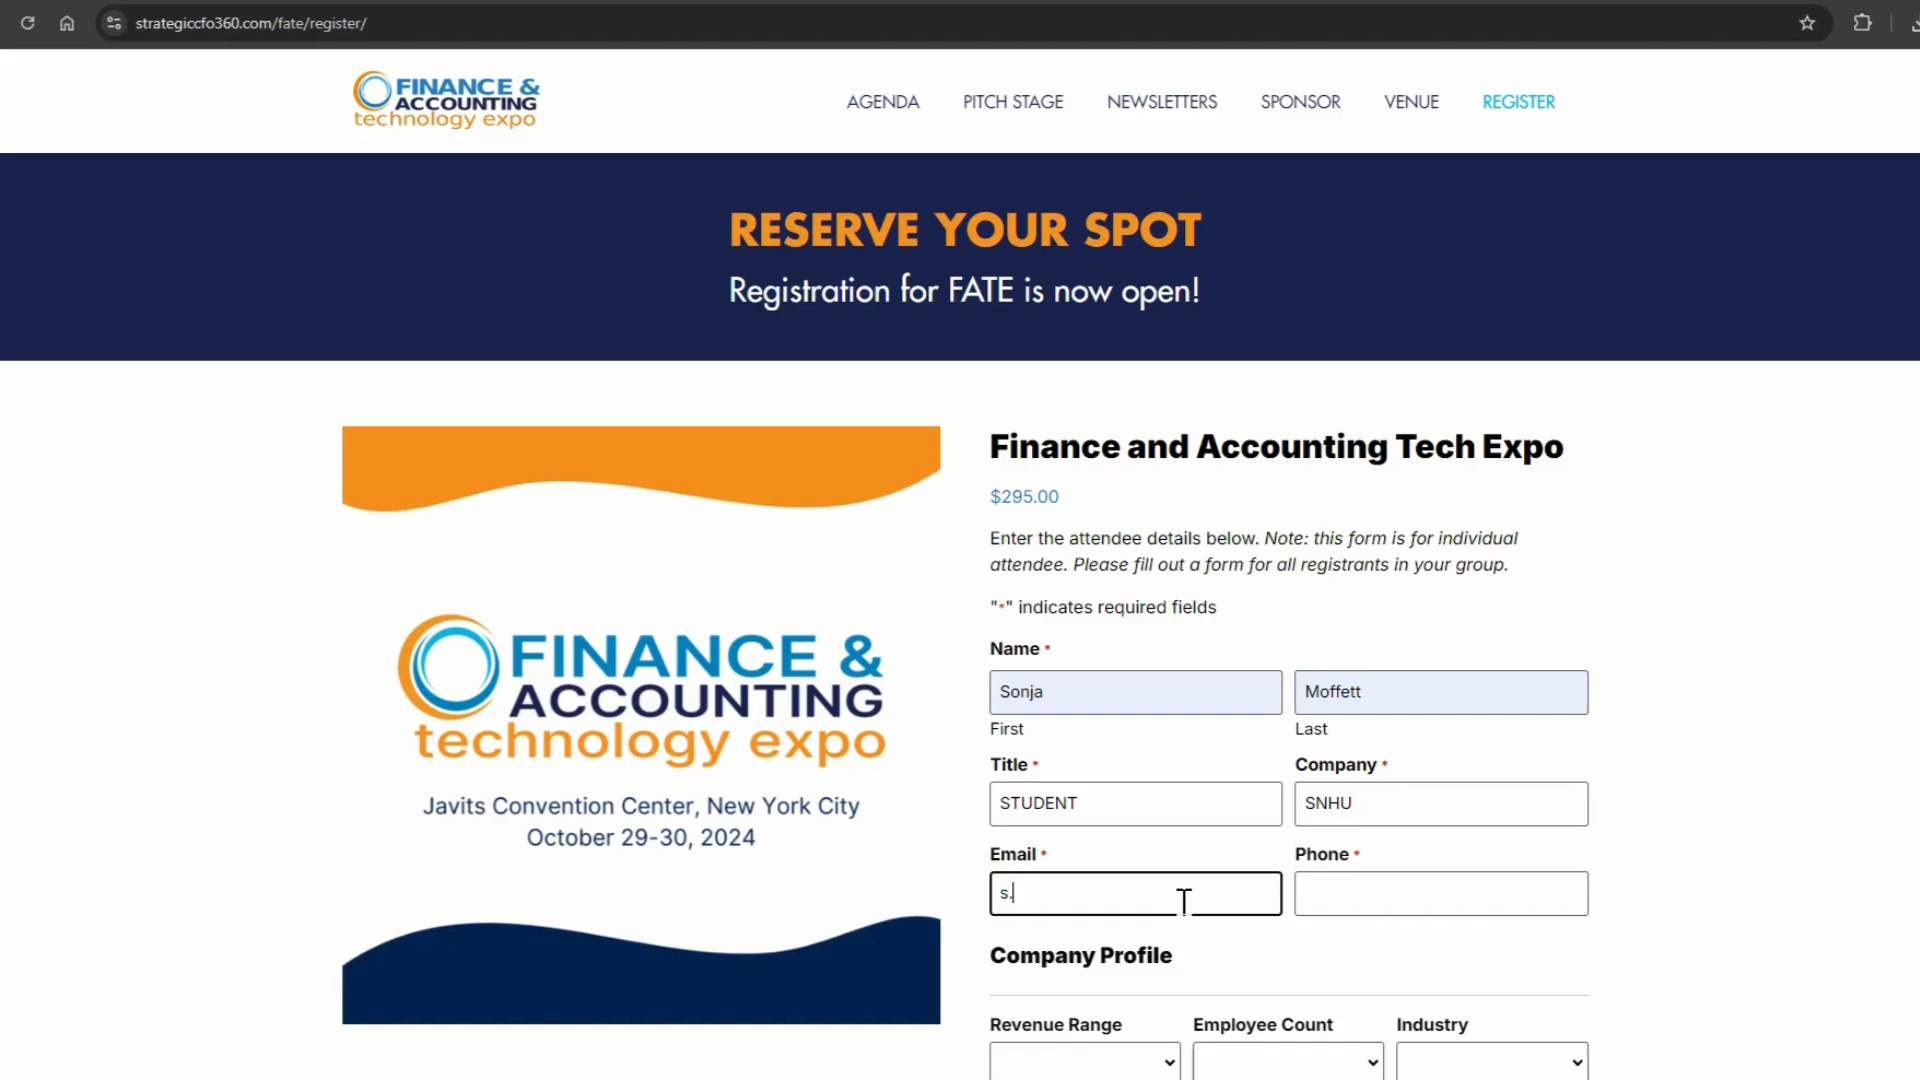 strategiccfo360.com/fate/register/
FINANCE &
ACCOUNTING
technology expo
AGENDA
PITCH STAGE
NEWSLETTERS
SPONSOR
VENUE
REGISTER
RESERVE YOUR SPOT
Registration for FATE is now open!
FINANCE &
ACCOUNTING
technology expo
Javits Convention Center, New York City
October 29-30, 2024
Finance and Accounting Tech Expo
$295.00
Enter the attendee details below. Note: this form is for individual
attendee. Please fill out a form for all registrants in your group.
"*" indicates required fields
Name *
Sonja
Moffett
First
Last
Title *
Company *
STUDENT
SNHU
Email *
Phone *
s.
Company Profile
Revenue Range
Employee Count
Industry